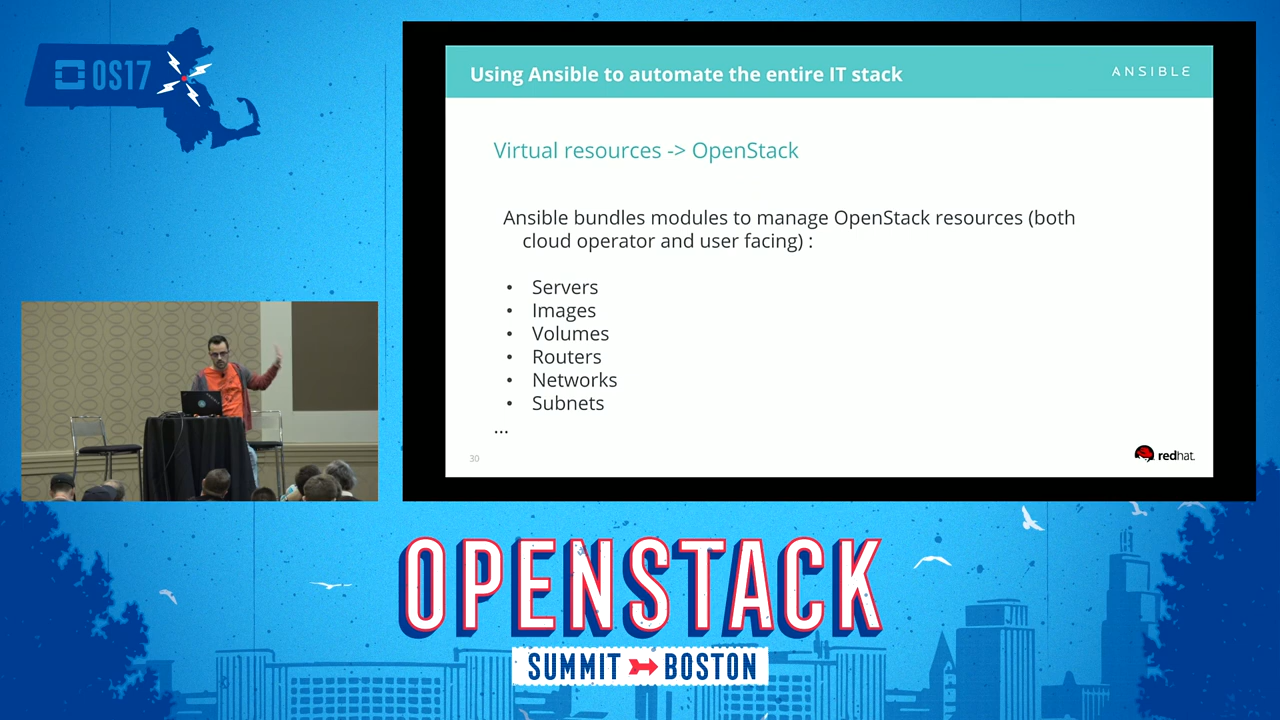 OS17
Using Ansible to automate the entire IT stack
ANSIBLE
Virtual resources -> OpenStack
Ansible bundles modules to manage OpenStack resources (both
cloud operator and user facing) :
• Servers
• Images
• Volumes
• Routers
• Networks
• Subnets
...
30
redhat.
OPENSTACK
SUMMIT BOSTON